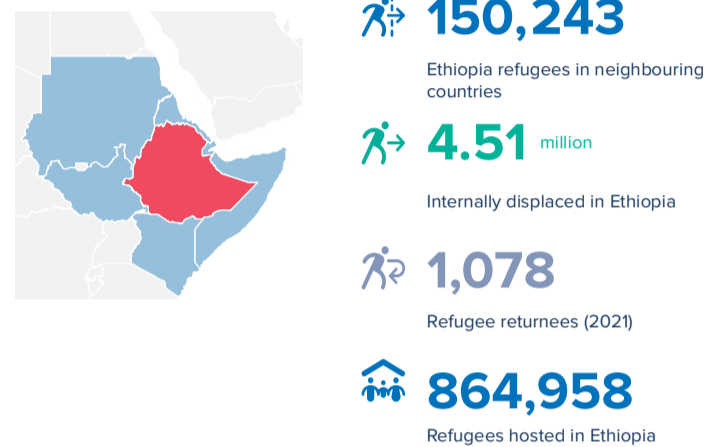 150,243
Ethiopia refugees in neighbouring
countries
4.51 million
Internally displaced in Ethiopia
1,078
Refugee returnees (2021)
864,958
Refugees hosted in Ethiopia